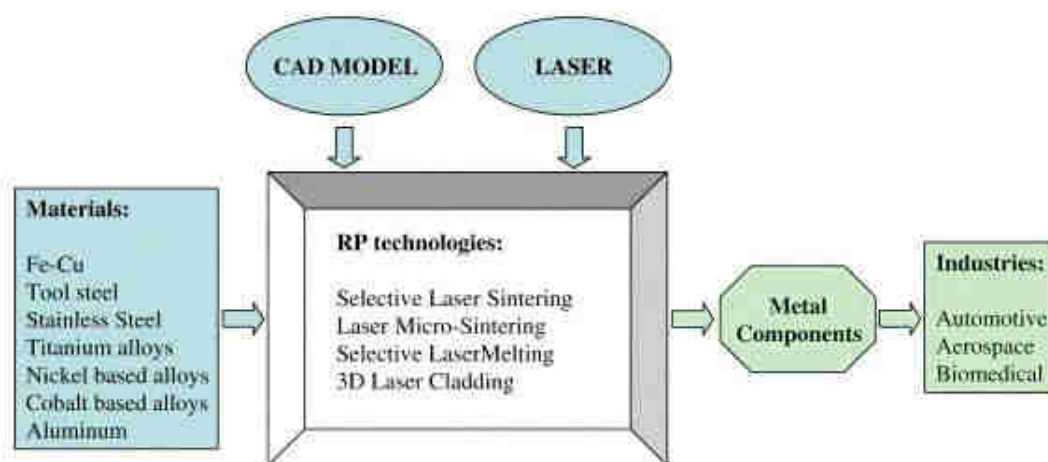 CAD MODEL
LASER
Materials:
Fe-Cu
Tool steel
Stainless Steel
Titanium alloys
Nickel based alloys
Cobalt based alloys
Aluminum
RP technologies:
Selective Laser Sintering
Laser Micro-Sintering
Selective LaserMelting
3D Laser Cladding
Metal
Components
Industries:
Automotive
Aerospace
Biomedical